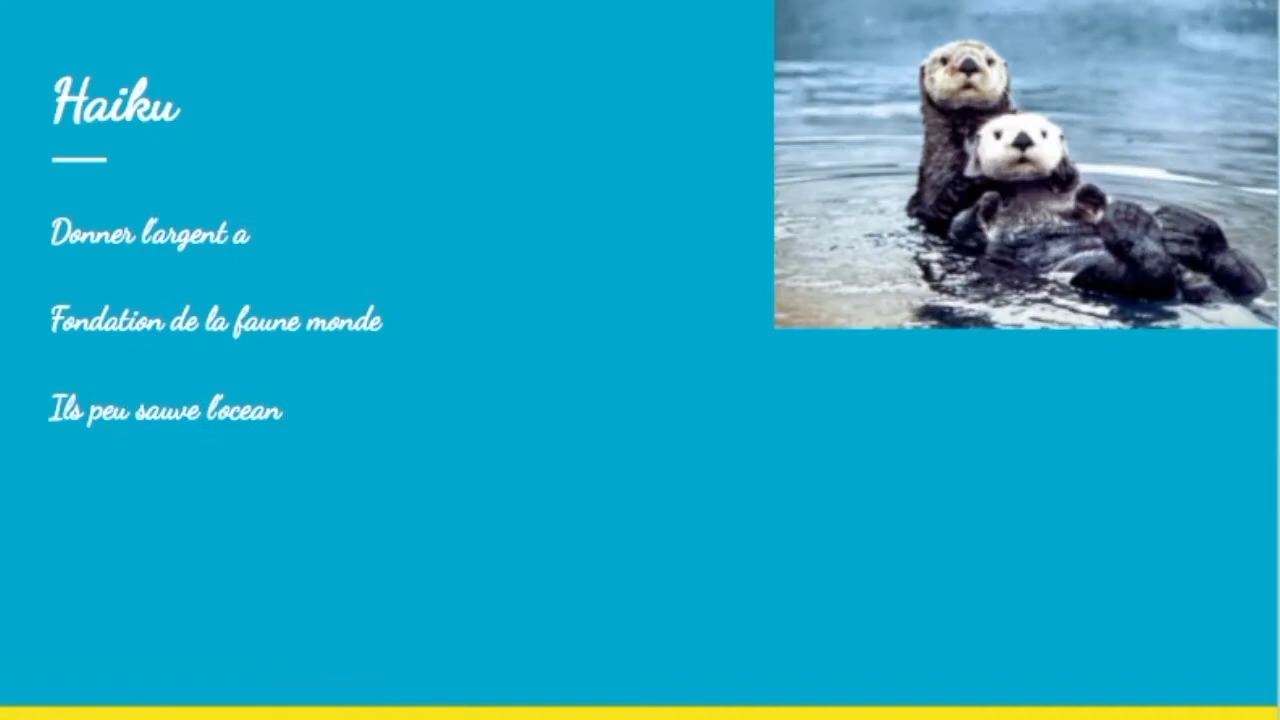 Haiku
Donner l'argent a
Fondation de la faune monde
Ils peu sauve l'ocean